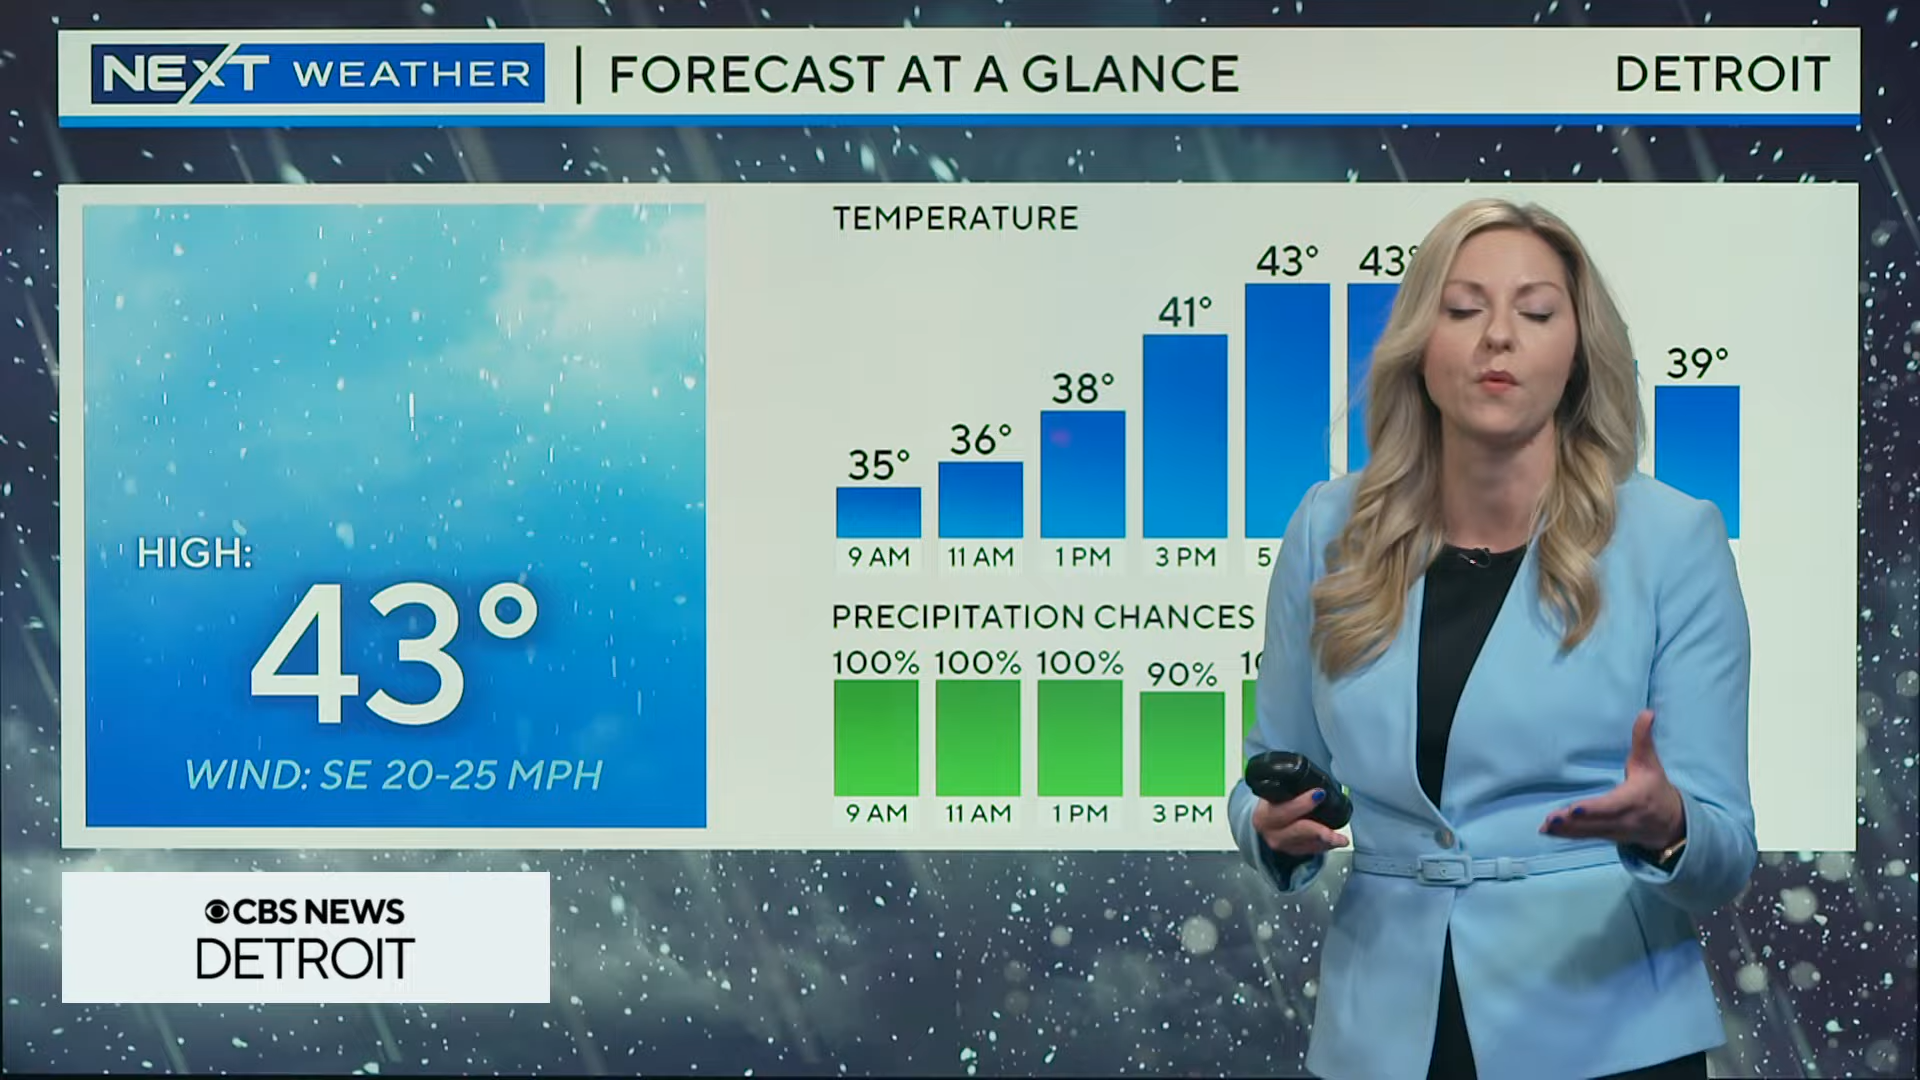 NEXT WEATHER | FORECAST AT A GLANCE DETROIT
TEMPERATURE
43° 43°
41°
39°
38°
36°
35°
9 AM 11 AM 1 PM 3 PM 5
HIGH:
43°
WIND: SE 20-25 MPH
PRECIPITATION CHANCES
100% 100% 100% 90%
9 AM 11 AM 1 PM 3 PM
CBS NEWS
DETROIT